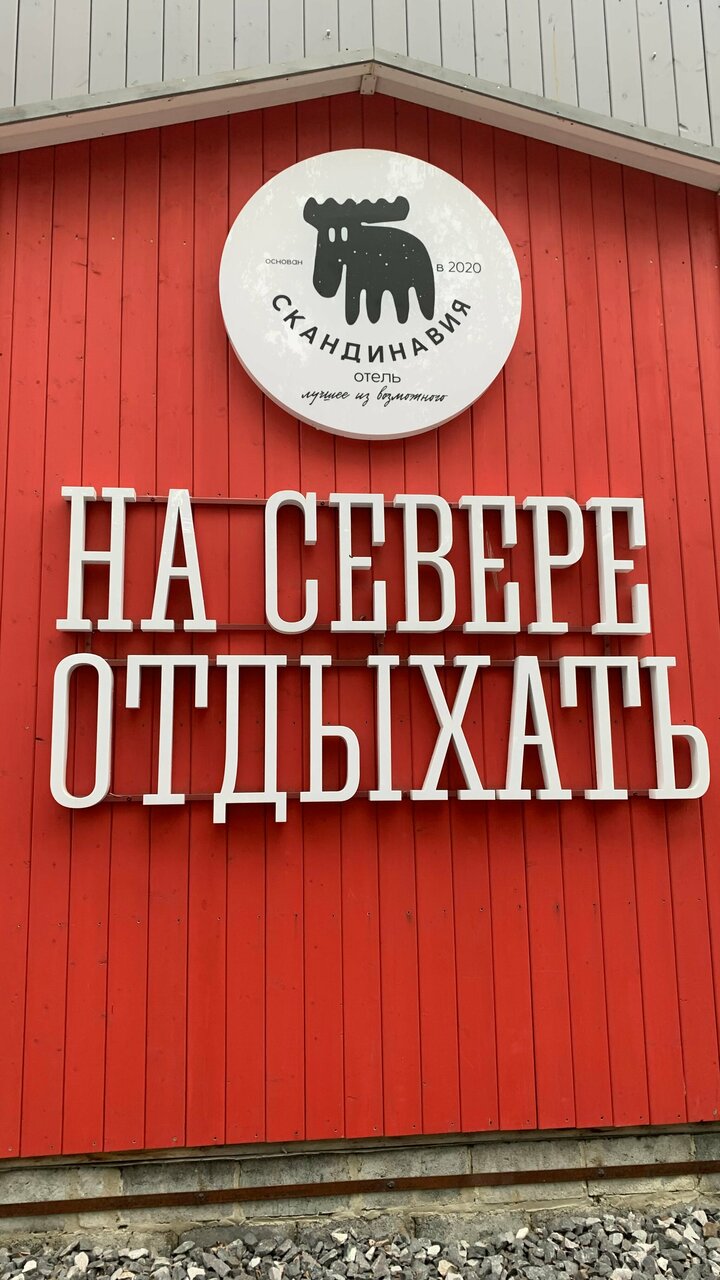 основан в 2020
СКАНДИНАВИЯ
отель
лучшее из возможного
НА СЕВЕРЕ
ОТДЫХАТЬ